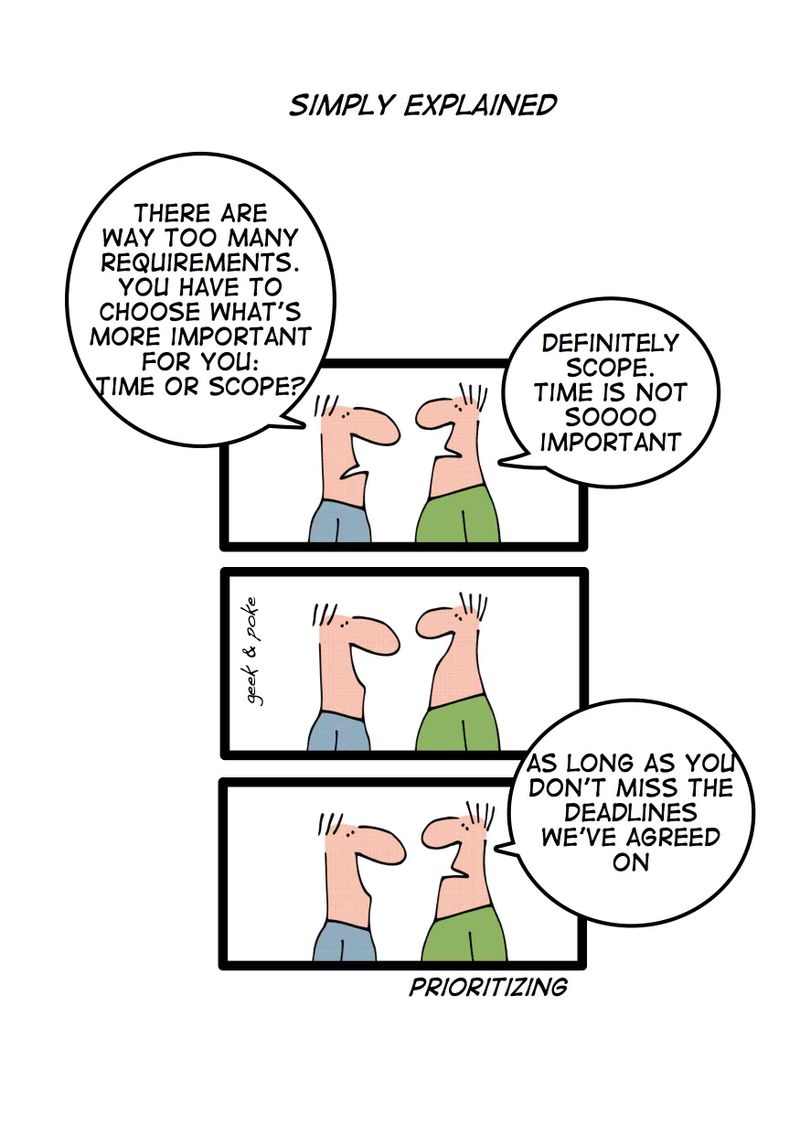 SIMPLY EXPLAINED
THERE ARE
WAY TOO MANY
REQUIREMENTS.
YOU HAVE TO
CHOOSE WHAT'S
MORE IMPORTANT
FOR YOU:
TIME OR SCOPE?
DEFINITELY
SCOPE.
TIME IS NOT
SOOOO
IMPORTANT
geek & poke
AS LONG AS YOU
DON'T MISS THE
DEADLINES
WE'VE AGREED
ON
PRIORITIZING